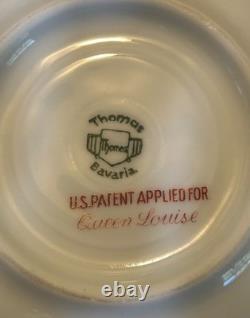 Thomas
Thomas
Bavaria.
U.S. PATENT APPLIED FOR
Queen Louise